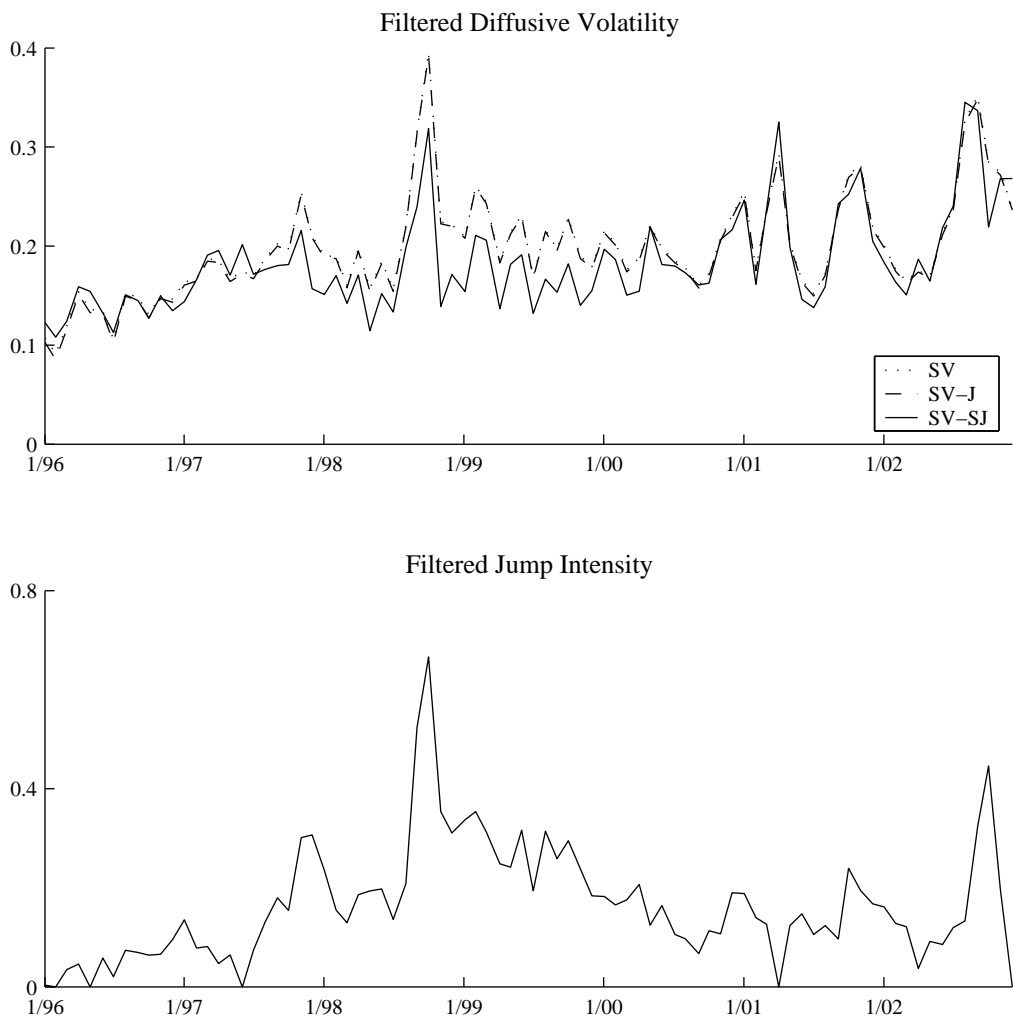 Filtered Diffusive Volatility
0.4
0.3
0.2
0.1
0
SV
SV–J
SV–SJ
1/96 1/97 1/98 1/99 1/00 1/01 1/02
Filtered Jump Intensity
0.8
0.4
0
1/96 1/97 1/98 1/99 1/00 1/01 1/02